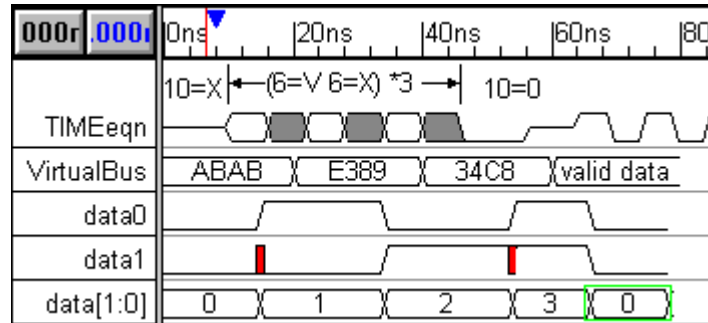 000r .000r 0ns 20ns 40ns 60ns 80
10=X (6=V 6=X) *3 10=0
TIMEeqn
VirtualBus ABAB E389 34C8 valid data
data0
data1
data[1:0] 0 1 2 3 0